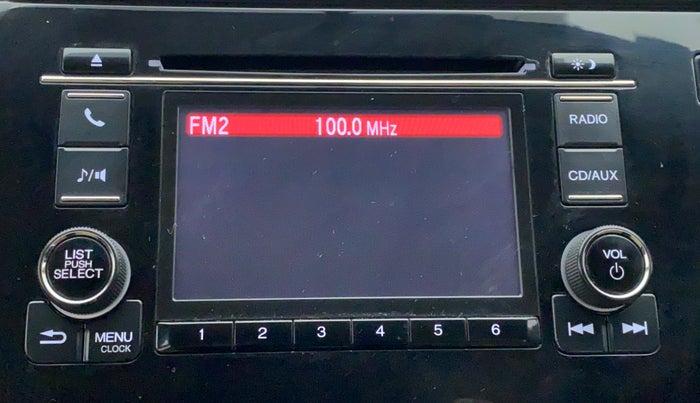 FM2 100.0 MHz
RADIO
CD/AUX
LIST
PUSH
SELECT
VOL
MENU
CLOCK
1 2 3 4 5 6